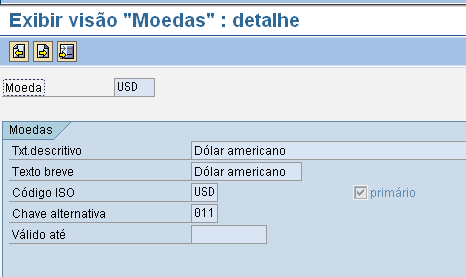 Exibir visão "Moedas" : detalhe
Moeda USD
Moedas
Txt.descritivo Dólar americano
Texto breve Dólar americano
Código ISO USD primário
Chave alternativa 011
Válido até